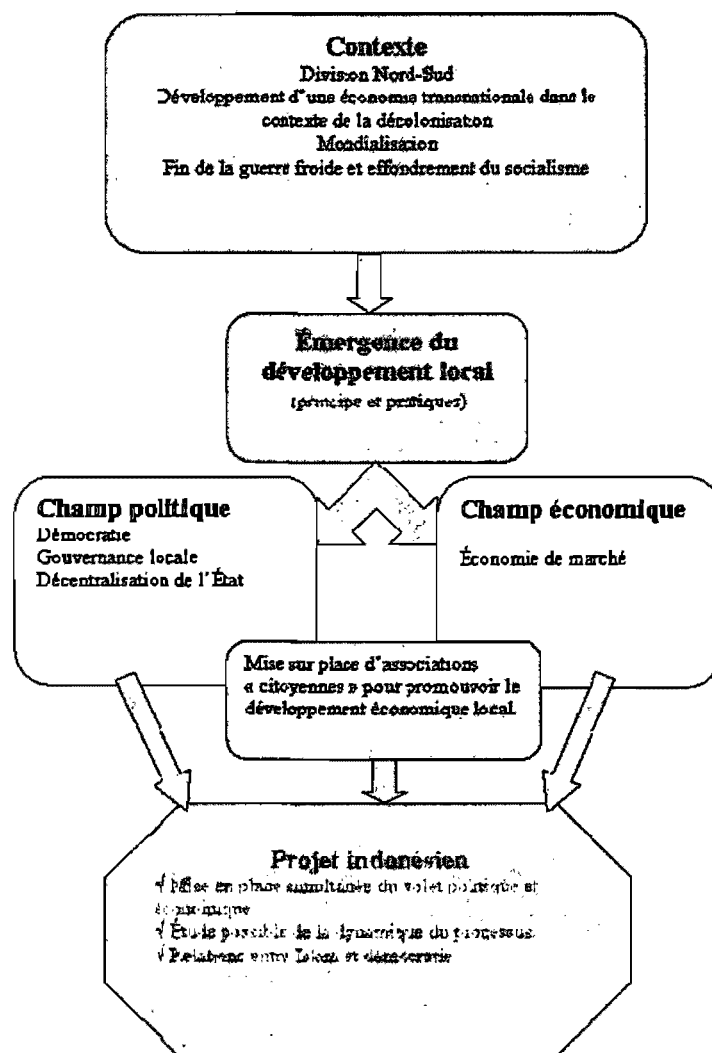 Contexte
Division Nord-Sud
Développement d'une économie transnationale dans le
contexte de la décolonisation
Mondialisation
Fin de la guerre froide et effondrement du socialisme
Émergence du
développement local
(principe et pratiques)
Champ politique
Démocratie
Gouvernance locale
Décentralisation de l'État
Champ économique
Économie de marché
Mise sur place d'associations
« citoyennes » pour promouvoir le
développement économique local.
Projet indonésien
√ Mise en place simultanée du volet politique et
économique
√ Étude possible de la dynamique du processus
√ Relations entre Islam et démocratie